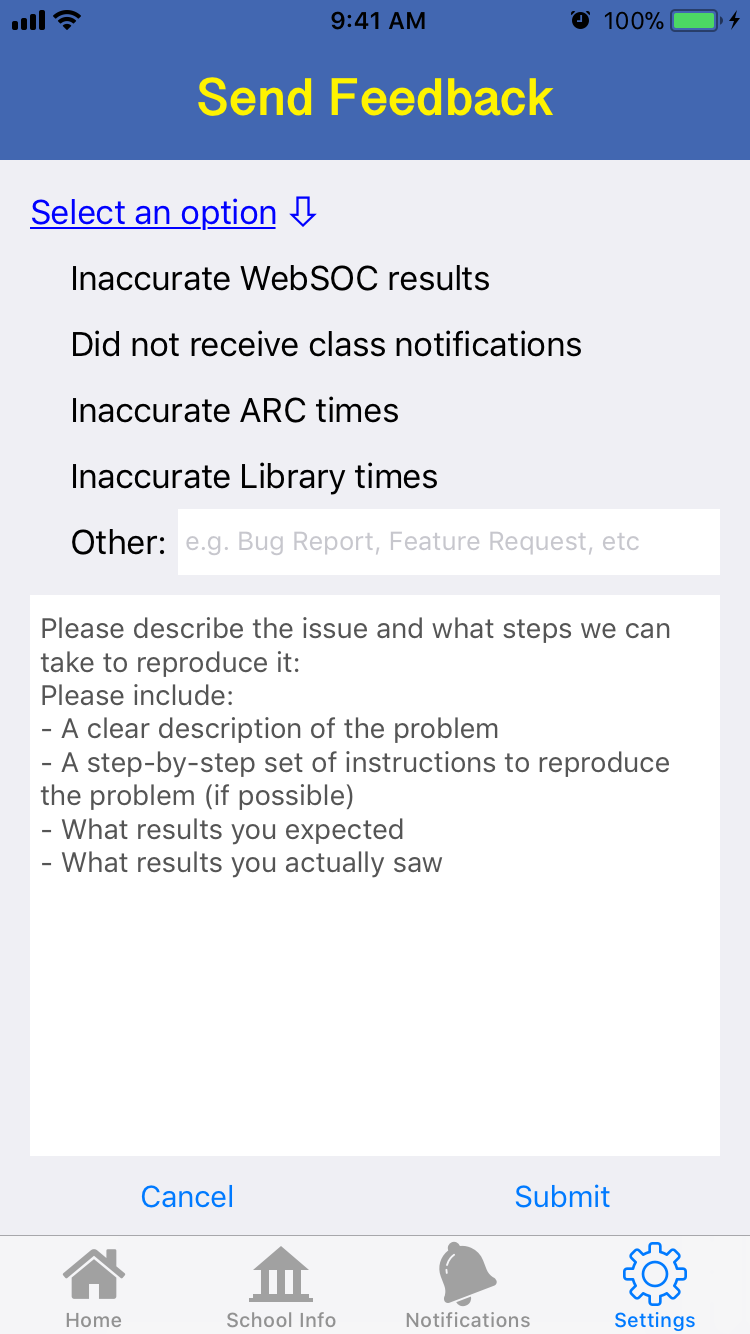 9:41 AM
100%
Send Feedback
Select an option
Inaccurate WebSOC results
Did not receive class notifications
Inaccurate ARC times
Inaccurate Library times
Other: e.g. Bug Report, Feature Request, etc
Please describe the issue and what steps we can
take to reproduce it:
Please include:
- A clear description of the problem
- A step-by-step set of instructions to reproduce
the problem (if possible)
- What results you expected
- What results you actually saw
Cancel
Submit
Home
School Info
Notifications
Settings